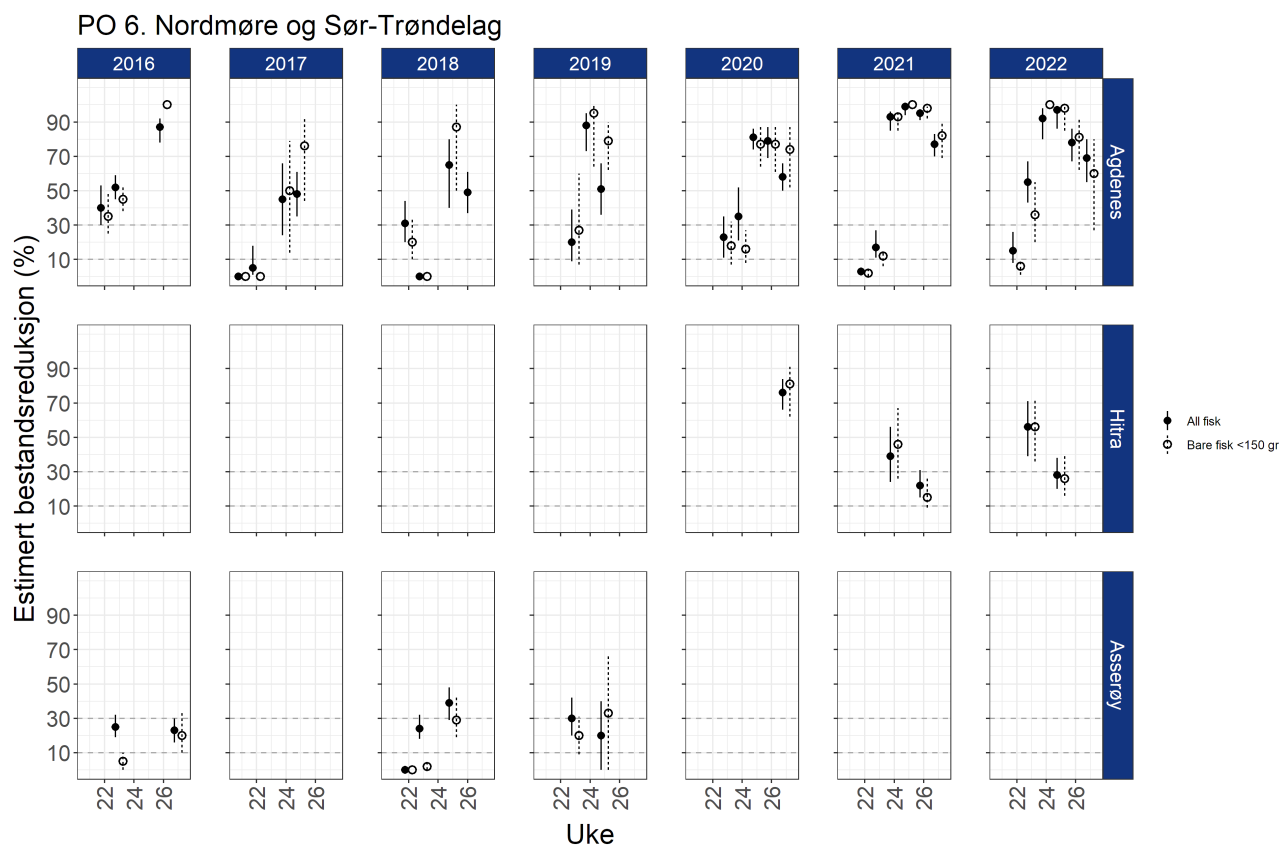 PO 6. Nordmøre og Sør-Trøndelag
2016 2017 2018 2019 2020 2021 2022
Estimert bestandsreduksjon (%)
90
70
50
30
10
Agdenes
90
70
50
30
10
Hitra
90
70
50
30
10
Asserøy
22 24 26 22 24 26 22 24 26 22 24 26 22 24 26 22 24 26 22 24 26
Uke
All fisk
Bare fisk <150 gr